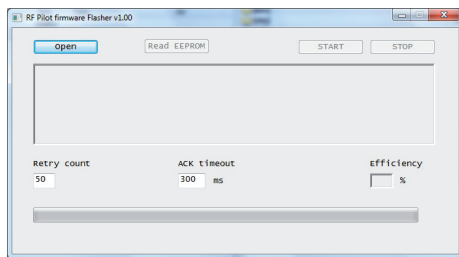 RF Pilot firmware Flasher v1.00
Open Read EEPROM START STOP
Retry count ACK timeout Efficiency
50 300 ms %